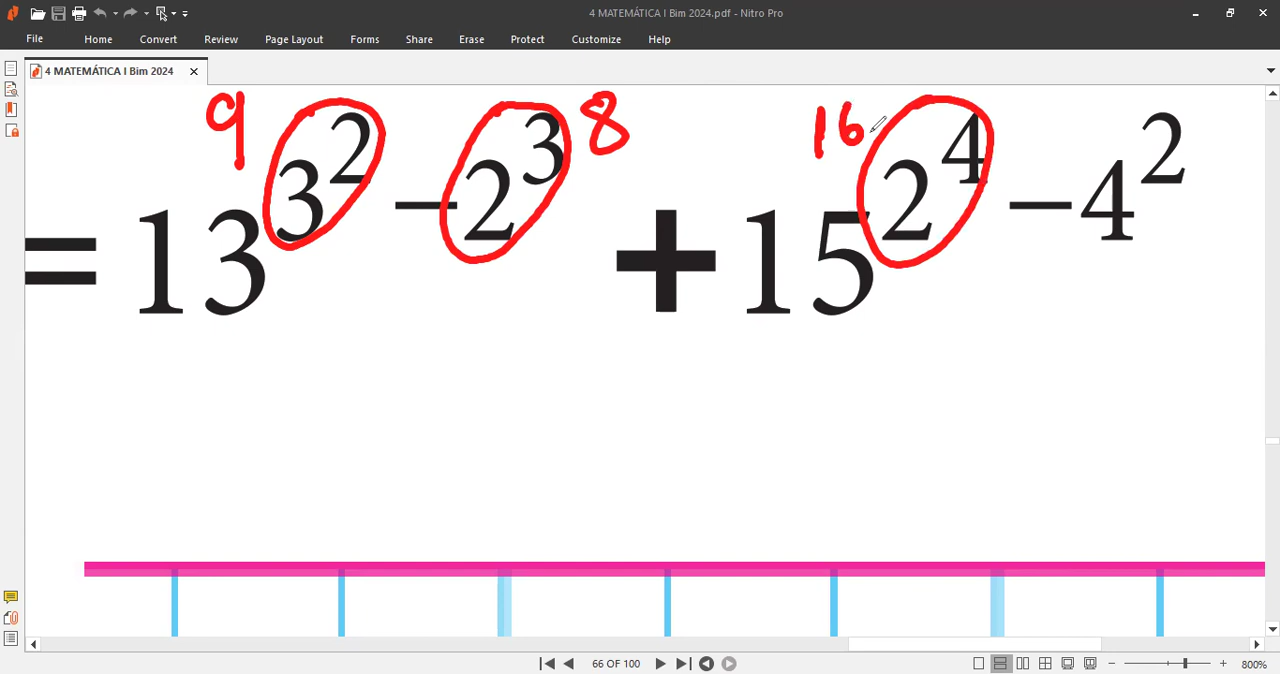 4 MATEMÁTICA I Bim 2024.pdf - Nitro Pro
File Home Convert Review Page Layout Forms Share Erase Protect Customize Help
4 MATEMÁTICA I Bim 2024
9 8 16
= 13^{3^2 - 2^3} + 15^{2^4 - 4^2}
66 OF 100
800%